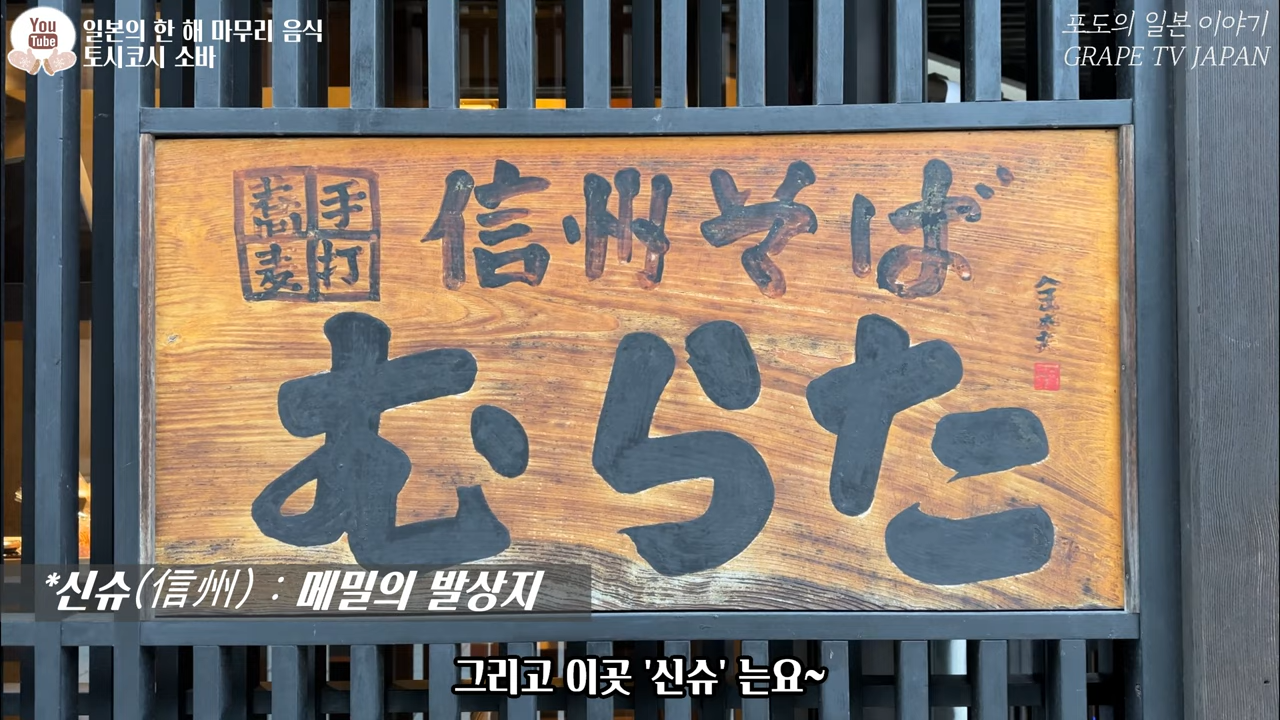 You
Tube
일본의 한 해 마무리 음식
토시코시 소바
포도의 일본 이야기
GRAPE TV JAPAN
手打
蕎麦
信州そば
むらた
*신슈(信州) : 메밀의 발상지
그리고 이곳 '신슈' 는요~